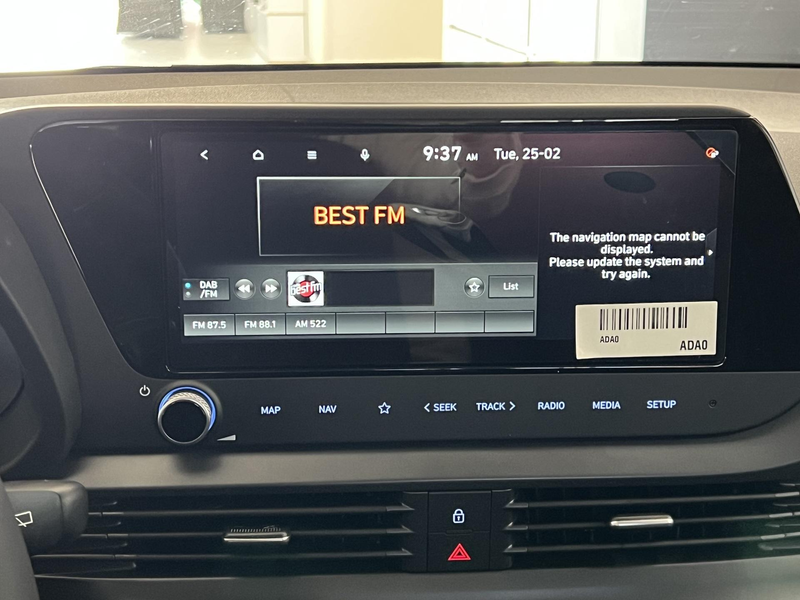 9:37 AM Tue, 25-02
BEST FM
The navigation map cannot be
displayed.
Please update the system and
try again.
DAB
/FM
best fm
List
FM 87.5 FM 88.1 AM 522
ADA0
ADA0
MAP NAV SEEK TRACK RADIO MEDIA SETUP